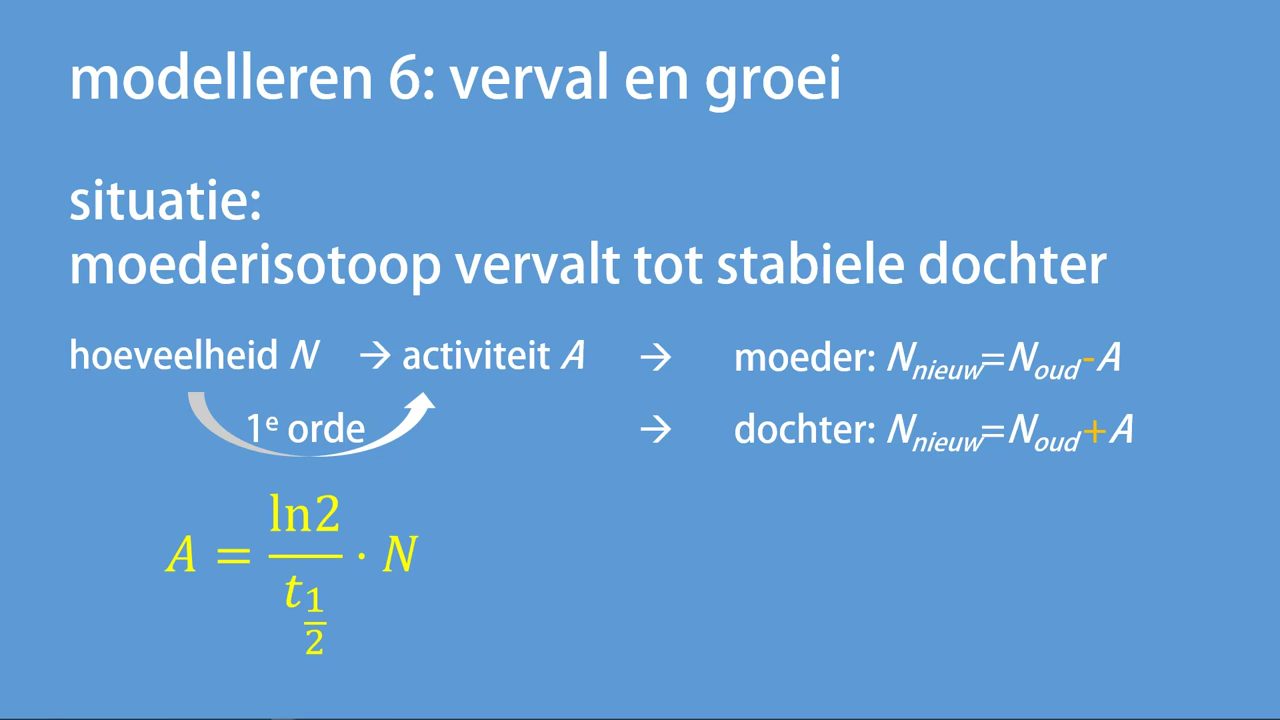 modelleren 6: verval en groei
situatie:
moederisotoop vervalt tot stabiele dochter
hoeveelheid N → activiteit A → moeder: Nnieuw=Noud-A
1e orde → dochter: Nnieuw=Noud+A
A = ln2/t1/2 · N